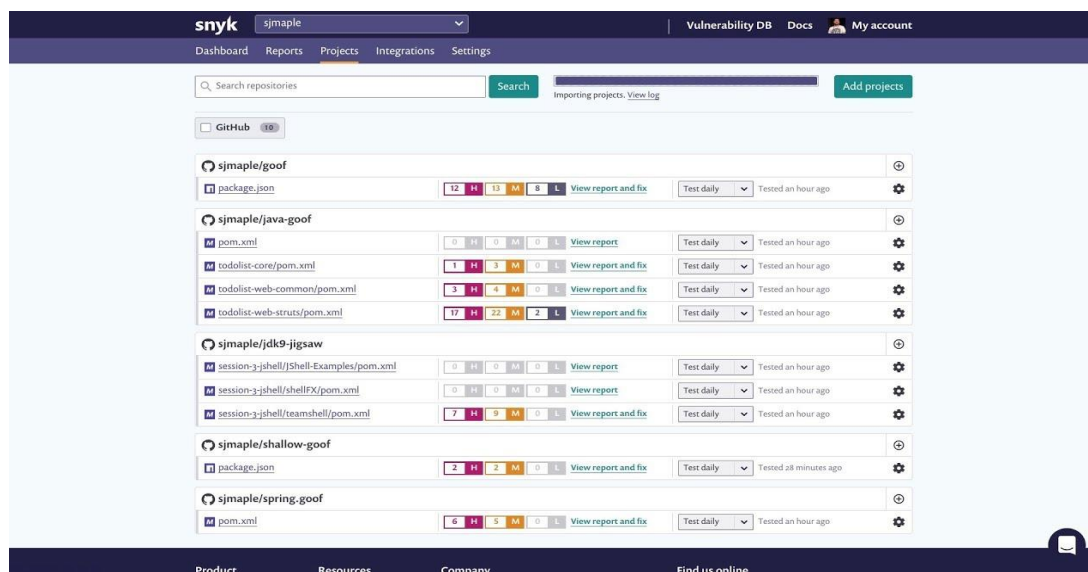 snyk sjmaple Vulnerability DB Docs My account
Dashboard Reports Projects Integrations Settings
Search repositories Search Add projects
Importing projects. View log
GitHub 10
sjmaple/goof
package.json 12 H 13 M 8 L View report and fix Test daily Tested an hour ago
sjmaple/java-goof
pom.xml 0 H 0 M 0 L View report Test daily Tested an hour ago
todolist-core/pom.xml 1 H 3 M 0 L View report and fix Test daily Tested an hour ago
todolist-web-common/pom.xml 3 H 4 M 0 L View report and fix Test daily Tested an hour ago
todolist-web-struts/pom.xml 17 H 22 M 2 L View report and fix Test daily Tested an hour ago
sjmaple/jdk9-jigsaw
session-3-jshell/JShell-Examples/pom.xml 0 H 0 M 0 L View report Test daily Tested an hour ago
session-3-jshell/shellFX/pom.xml 0 H 0 M 0 L View report Test daily Tested an hour ago
session-3-jshell/teamshell/pom.xml 7 H 9 M 0 L View report and fix Test daily Tested an hour ago
sjmaple/shallow-goof
package.json 2 H 2 M 0 L View report and fix Test daily Tested 28 minutes ago
sjmaple/spring.goof
pom.xml 6 H 5 M 0 L View report and fix Test daily Tested an hour ago
Product Resources Company Find us online